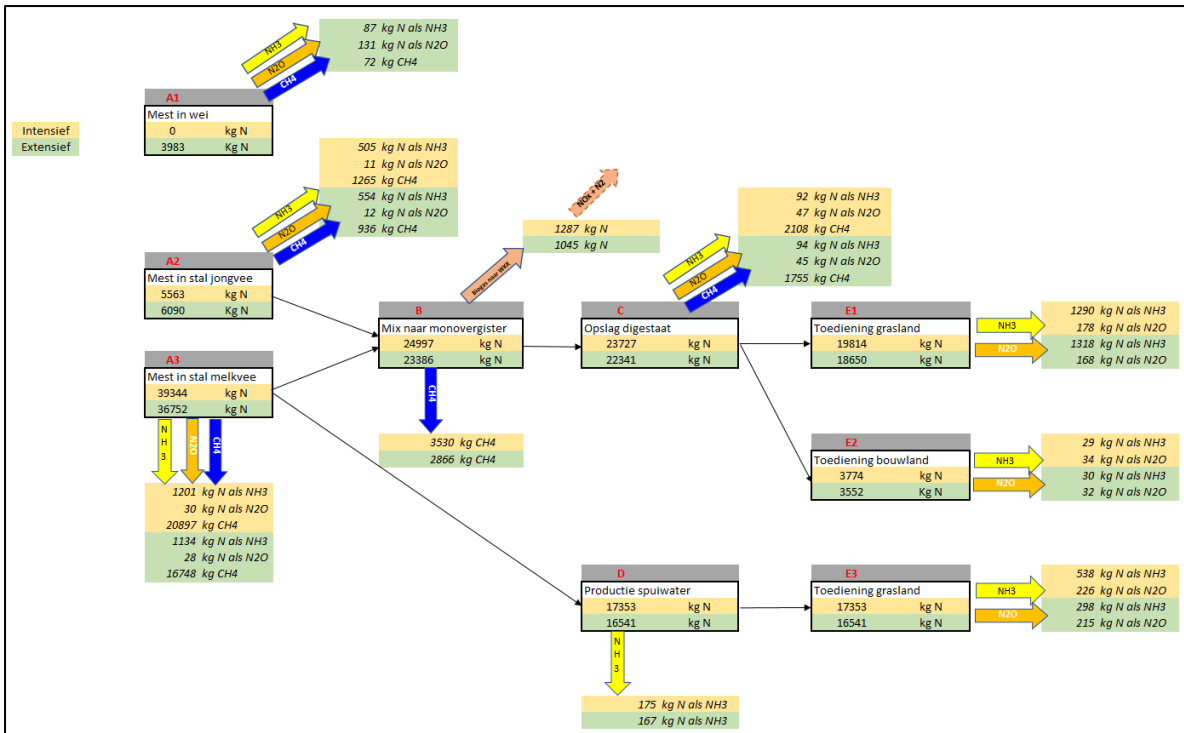 87 kg N als NH3
131 kg N als N2O
72 kg CH4
NH3
N2O
CH4
A1
Mest in wei
0 kg N
3983 Kg N
Intensief
Extensief
505 kg N als NH3
11 kg N als N2O
1265 kg CH4
554 kg N als NH3
12 kg N als N2O
936 kg CH4
NH3
N2O
CH4
A2
Mest in stal jongvee
5563 kg N
6090 Kg N
NOx + N2
1287 kg N
1045 kg N
Biogas naar WKK
92 kg N als NH3
47 kg N als N2O
2108 kg CH4
94 kg N als NH3
45 kg N als N2O
1755 kg CH4
NH3
N2O
CH4
B
Mix naar monovergister
24997 kg N
23386 kg N
C
Opslag digestaat
23727 kg N
22341 kg N
E1
Toediening grasland
19814 kg N
18650 kg N
NH3
N2O
1290 kg N als NH3
178 kg N als N2O
1318 kg N als NH3
168 kg N als N2O
A3
Mest in stal melkvee
39344 kg N
36752 kg N
NH3
N2O
CH4
1201 kg N als NH3
30 kg N als N2O
20897 kg CH4
1134 kg N als NH3
28 kg N als N2O
16748 kg CH4
CH4
3530 kg CH4
2866 kg CH4
E2
Toediening bouwland
3774 kg N
3552 kg N
NH3
N2O
29 kg N als NH3
34 kg N als N2O
30 kg N als NH3
32 kg N als N2O
D
Productie spuiwater
17353 kg N
16541 kg N
NH3
175 kg N als NH3
167 kg N als NH3
E3
Toediening grasland
17353 kg N
16541 kg N
NH3
N2O
538 kg N als NH3
226 kg N als N2O
298 kg N als NH3
215 kg N als N2O